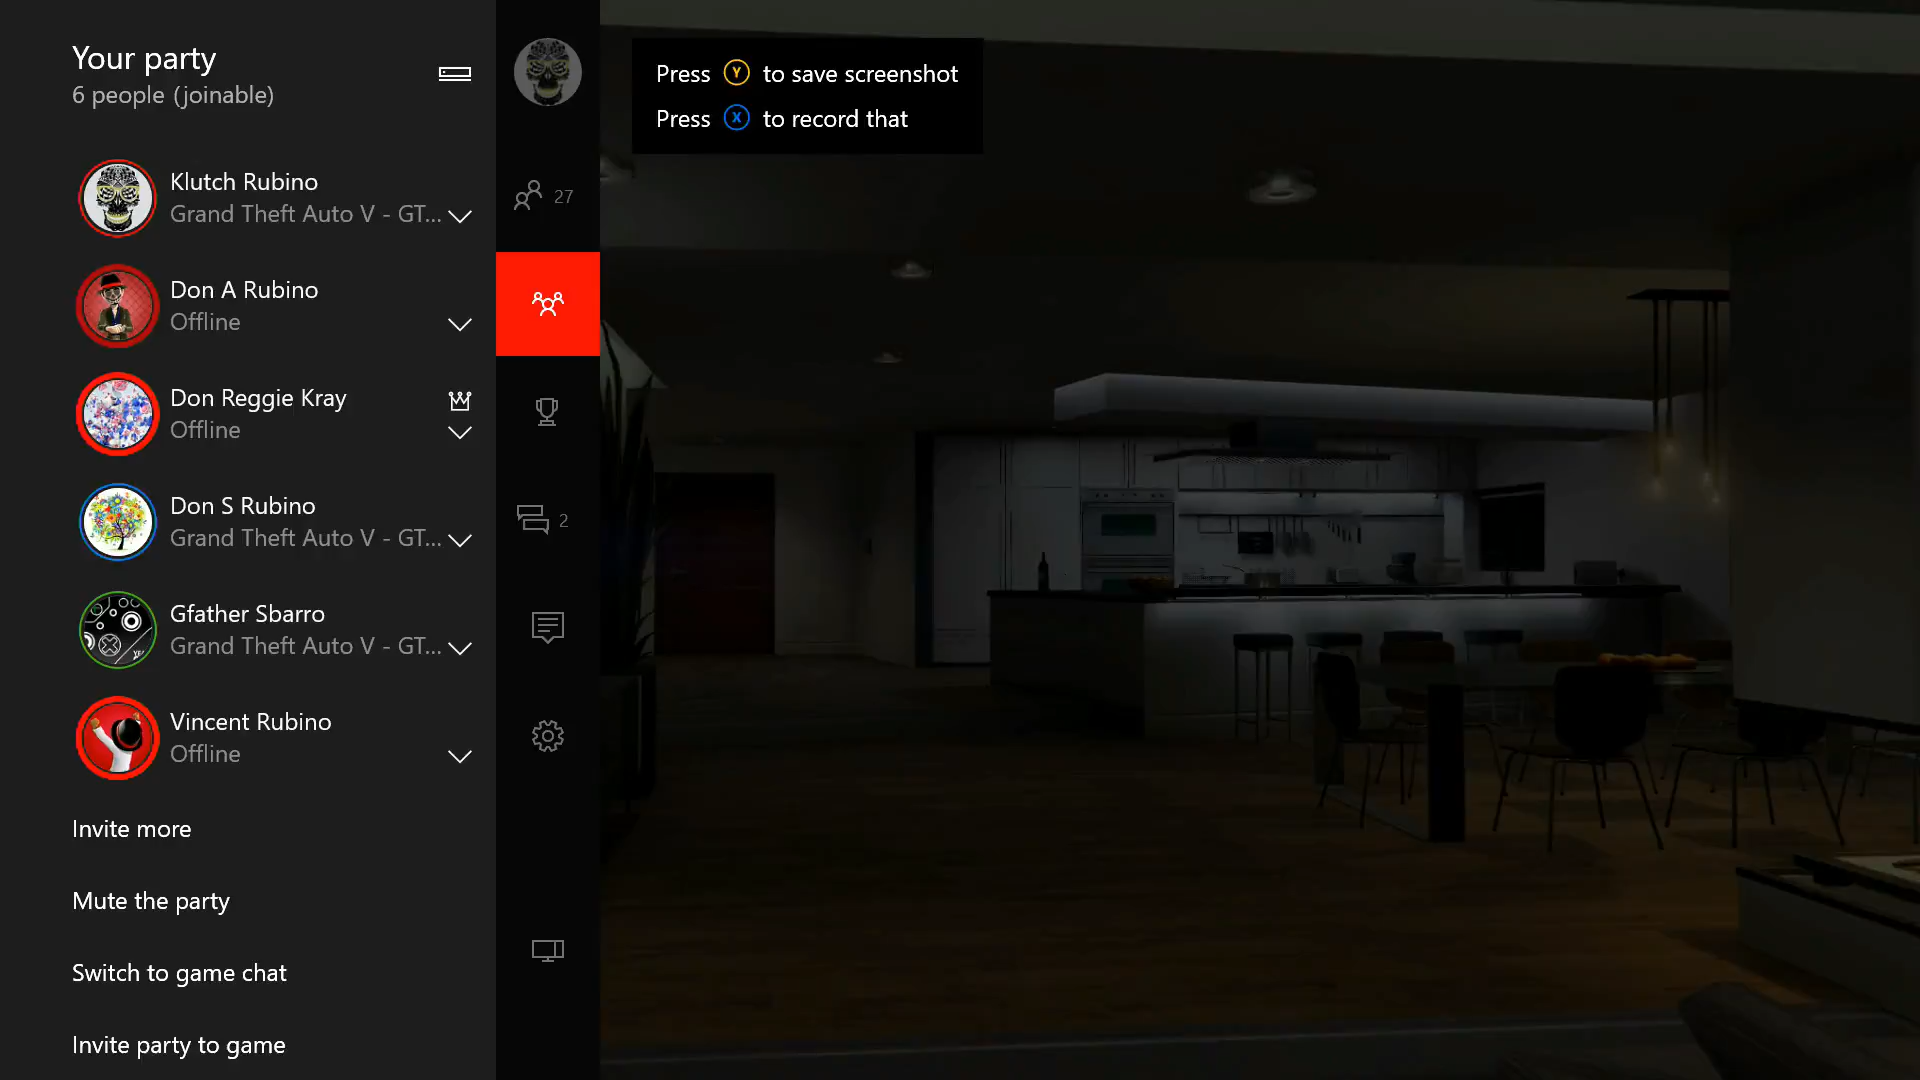 Your party
6 people (joinable)
Klutch Rubino
Grand Theft Auto V - GT...
Don A Rubino
Offline
Don Reggie Kray
Offline
Don S Rubino
Grand Theft Auto V - GT...
Gfather Sbarro
Grand Theft Auto V - GT...
Vincent Rubino
Offline
Invite more
Mute the party
Switch to game chat
Invite party to game
27
2
Press Y to save screenshot
Press X to record that